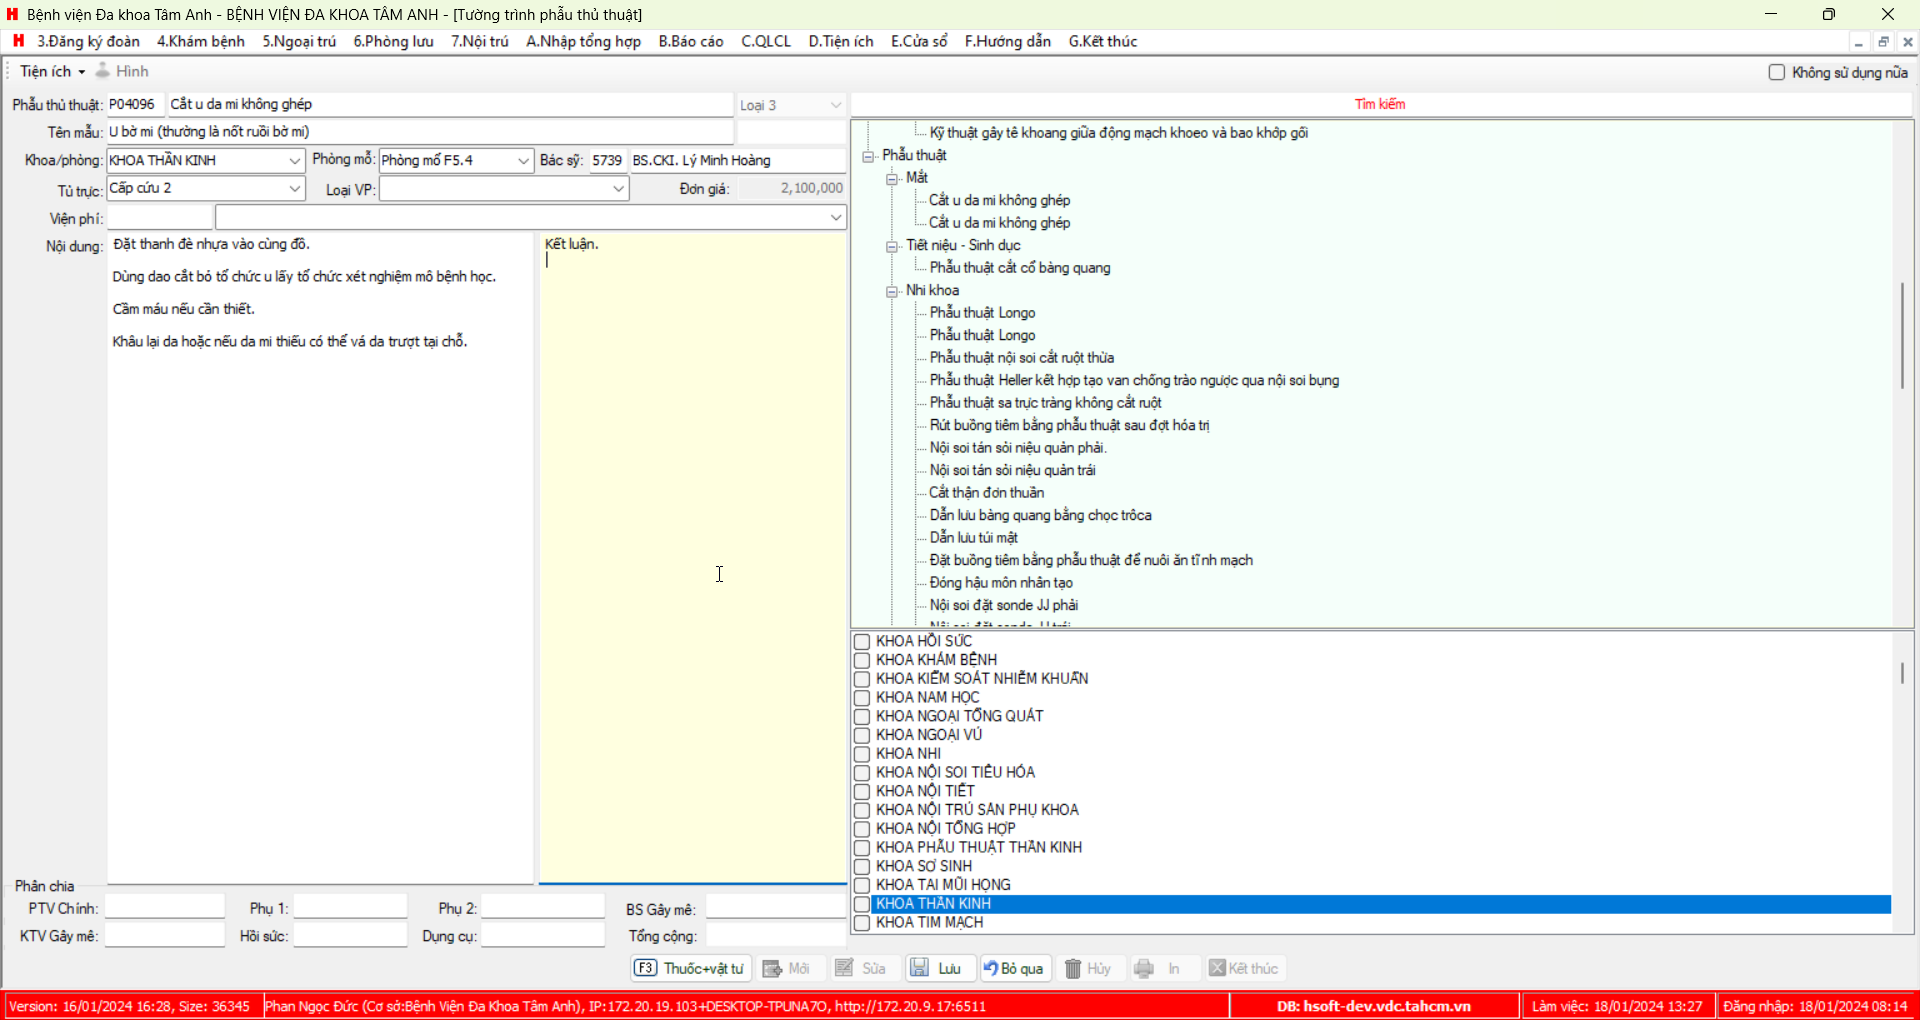 Bệnh viện Đa khoa Tâm Anh - BỆNH VIỆN ĐA KHOA TÂM ANH - [Tường trình phẫu thủ thuật]
3.Đăng ký đoàn 4.Khám bệnh 5.Ngoại trú 6.Phòng lưu 7.Nội trú A.Nhập tổng hợp B.Báo cáo C.QLCL D.Tiện ích E.Cửa sổ F.Hướng dẫn G.Kết thúc
Tiện ích Hình Không sử dụng nữa
Phẫu thủ thuật: P04096 Cắt u da mi không ghép Loại 3
Tìm kiếm
Tên mẫu: U bờ mi (thường là nốt ruồi bờ mi)
Khoa/phòng: KHOA THẦN KINH Phòng mổ: Phòng mổ F5.4 Bác sỹ: 5739 BS.CKI. Lý Minh Hoàng
Tủ trực: Cấp cứu 2 Loại VP: Đơn giá: 2,100,000
Viện phí:
Nội dung:
Đặt thanh đè nhựa vào cùng đồ.
Dùng dao cắt bỏ tổ chức u lấy tổ chức xét nghiệm mô bệnh học.
Cầm máu nếu cần thiết.
Khâu lại da hoặc nếu da mi thiếu có thể vá da trượt tại chỗ.
Kết luận.
Kỹ thuật gây tê khoang giữa động mạch khoeo và bao khớp gối
Phẫu thuật
Mắt
Cắt u da mi không ghép
Cắt u da mi không ghép
Tiết niệu - Sinh dục
Phẫu thuật cắt cổ bàng quang
Nhi khoa
Phẫu thuật Longo
Phẫu thuật Longo
Phẫu thuật nội soi cắt ruột thừa
Phẫu thuật Heller kết hợp tạo van chống trào ngược qua nội soi bụng
Phẫu thuật sa trực tràng không cắt ruột
Rút buồng tiêm bằng phẫu thuật sau đợt hóa trị
Nội soi tán sỏi niệu quản phải.
Nội soi tán sỏi niệu quản trái
Cắt thận đơn thuần
Dẫn lưu bàng quang bằng chọc trôca
Dẫn lưu túi mật
Đặt buồng tiêm bằng phẫu thuật để nuôi ăn tĩnh mạch
Đóng hậu môn nhân tạo
Nội soi đặt sonde JJ phải
Nội soi đặt sonde JJ trái
KHOA HỒI SỨC
KHOA KHÁM BỆNH
KHOA KIỂM SOÁT NHIỄM KHUẨN
KHOA NAM HỌC
KHOA NGOẠI TỔNG QUÁT
KHOA NGOẠI VÚ
KHOA NHI
KHOA NỘI SOI TIÊU HÓA
KHOA NỘI TIẾT
KHOA NỘI TRÚ SẢN PHỤ KHOA
KHOA NỘI TỔNG HỢP
KHOA PHẪU THUẬT THẦN KINH
KHOA SƠ SINH
KHOA TAI MŨI HỌNG
KHOA THẦN KINH
KHOA TIM MẠCH
Phân chia
PTV Chính: Phụ 1: Phụ 2: BS Gây mê:
KTV Gây mê: Hồi sức: Dụng cụ: Tổng cộng:
F3 Thuốc+vật tư Mới Sửa Lưu Bỏ qua Hủy In Kết thúc
Version: 16/01/2024 16:28, Size: 36345 Phan Ngọc Đức (Cơ sở:Bệnh Viện Đa Khoa Tâm Anh), IP:172.20.19.103+DESKTOP-TPUNA7O, http://172.20.9.17:6511 DB: hsoft-dev.vdc.tahcm.vn Làm việc: 18/01/2024 13:27 Đăng nhập: 18/01/2024 08:14